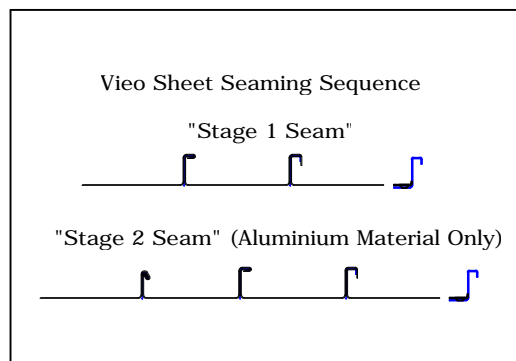 Vieo Sheet Seaming Sequence
"Stage 1 Seam"
"Stage 2 Seam" (Aluminium Material Only)